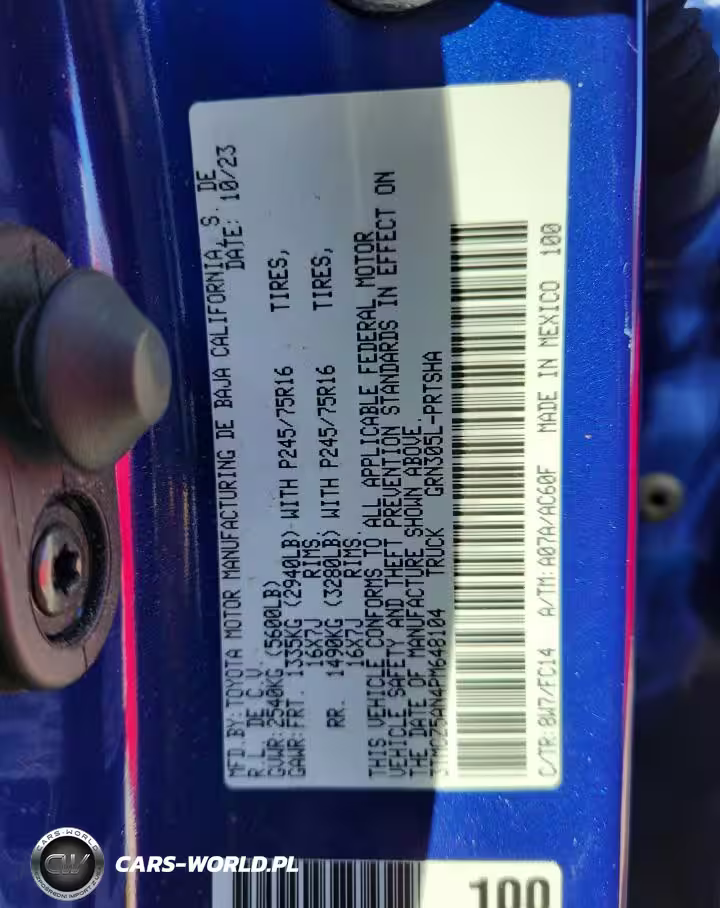 MFD.BY:TOYOTA MOTOR MANUFACTURING DE BAJA CALIFORNIA, S. DE
R.L. DE C.V. DATE: 10/23
GVWR: 2540KG (5600LB)
GAWR:FRT. 1335KG (2940LB) WITH P245/75R16 TIRES,
16X7J RIMS.
RR. 1490KG (3280LB) WITH P245/75R16 TIRES,
16X7J RIMS.
THIS VEHICLE CONFORMS TO ALL APPLICABLE FEDERAL MOTOR
VEHICLE SAFETY AND THEFT PREVENTION STANDARDS IN EFFECT ON
THE DATE OF MANUFACTURE SHOWN ABOVE.
3TMCZ5AN4PM648104 TRUCK GRN305L-PRTSHA
C/TR:8W7/FC14 A/TM:A07A/AC60F MADE IN MEXICO 100
100
CARS-WORLD
CW
CARS-WORLD.PL